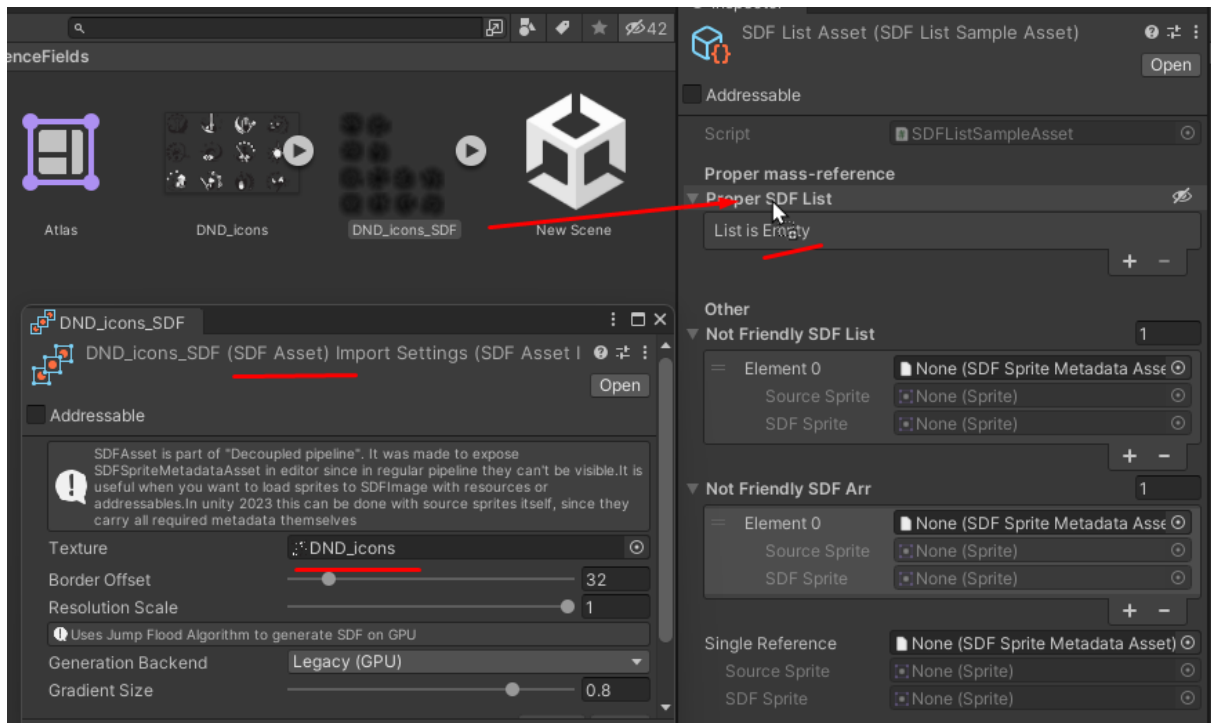 42
enceFields
Atlas
DND_icons
DND_icons_SDF
New Scene
DND_icons_SDF
DND_icons_SDF (SDF Asset) Import Settings (SDF Asset I
Open
Addressable
SDFAsset is part of "Decoupled pipeline". It was made to expose
SDFSpriteMetadataAsset in editor since in regular pipeline they can't be visible.It is
useful when you want to load sprites to SDFImage with resources or
addressables.In unity 2023 this can be done with source sprites itself, since they
carry all required metadata themselves
Texture
DND_icons
Border Offset
32
Resolution Scale
1
Uses Jump Flood Algorithm to generate SDF on GPU
Generation Backend
Legacy (GPU)
Gradient Size
0.8
Inspector
SDF List Asset (SDF List Sample Asset)
Open
Addressable
Script
SDFListSampleAsset
Proper mass-reference
Proper SDF List
List is Empty
Other
Not Friendly SDF List
1
Element 0
None (SDF Sprite Metadata Asse
Source Sprite
None (Sprite)
SDF Sprite
None (Sprite)
Not Friendly SDF Arr
1
Element 0
None (SDF Sprite Metadata Asse
Source Sprite
None (Sprite)
SDF Sprite
None (Sprite)
Single Reference
None (SDF Sprite Metadata Asset)
Source Sprite
None (Sprite)
SDF Sprite
None (Sprite)